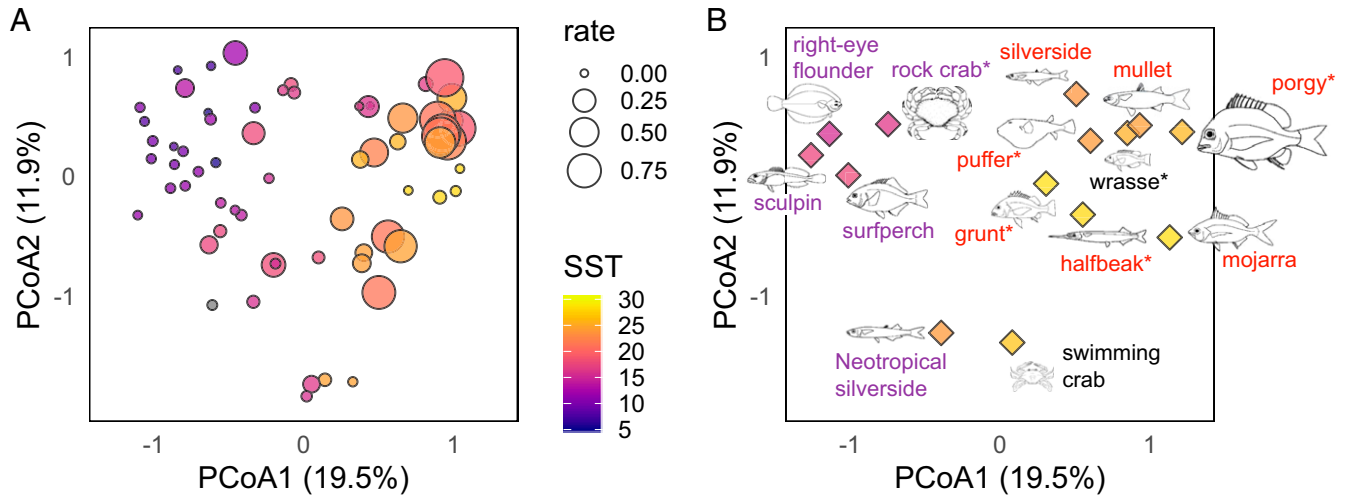 A
PCoA2 (11.9%)
1
0
-1
-1
0
1
PCoA1 (19.5%)
rate
0.00
0.25
0.50
0.75
SST
30
25
20
15
10
5
B
PCoA2 (11.9%)
1
0
-1
right-eye
flounder
rock crab*
silverside
mullet
porgy*
puffer*
wrasse*
sculpin
surfperch
grunt*
halfbeak*
mojarra
Neotropical
silverside
swimming
crab
-1
0
1
PCoA1 (19.5%)